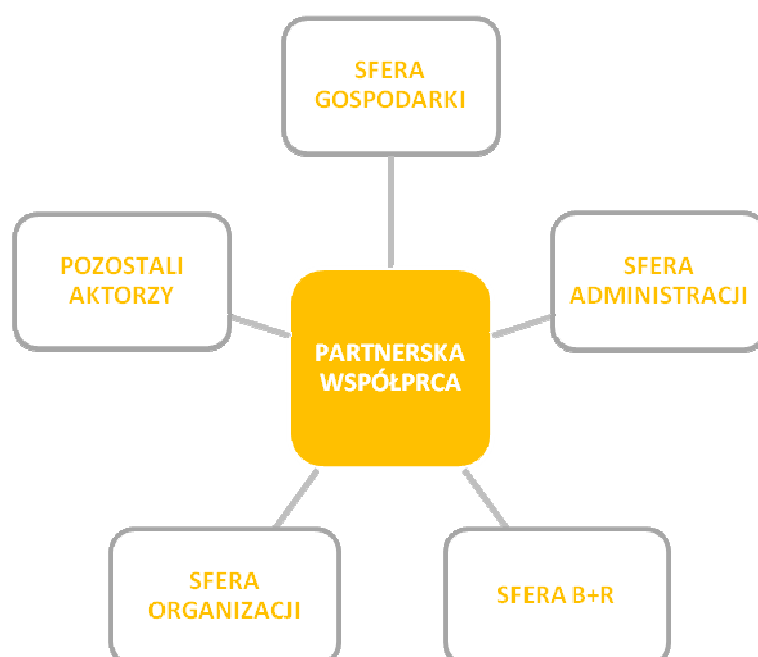 SFERA
GOSPODARKI
POZOSTALI
AKTORZY
SFERA
ADMINISTRACJI
PARTNERSKA
WSPÓŁPRCA
SFERA
ORGANIZACJI
SFERA B+R